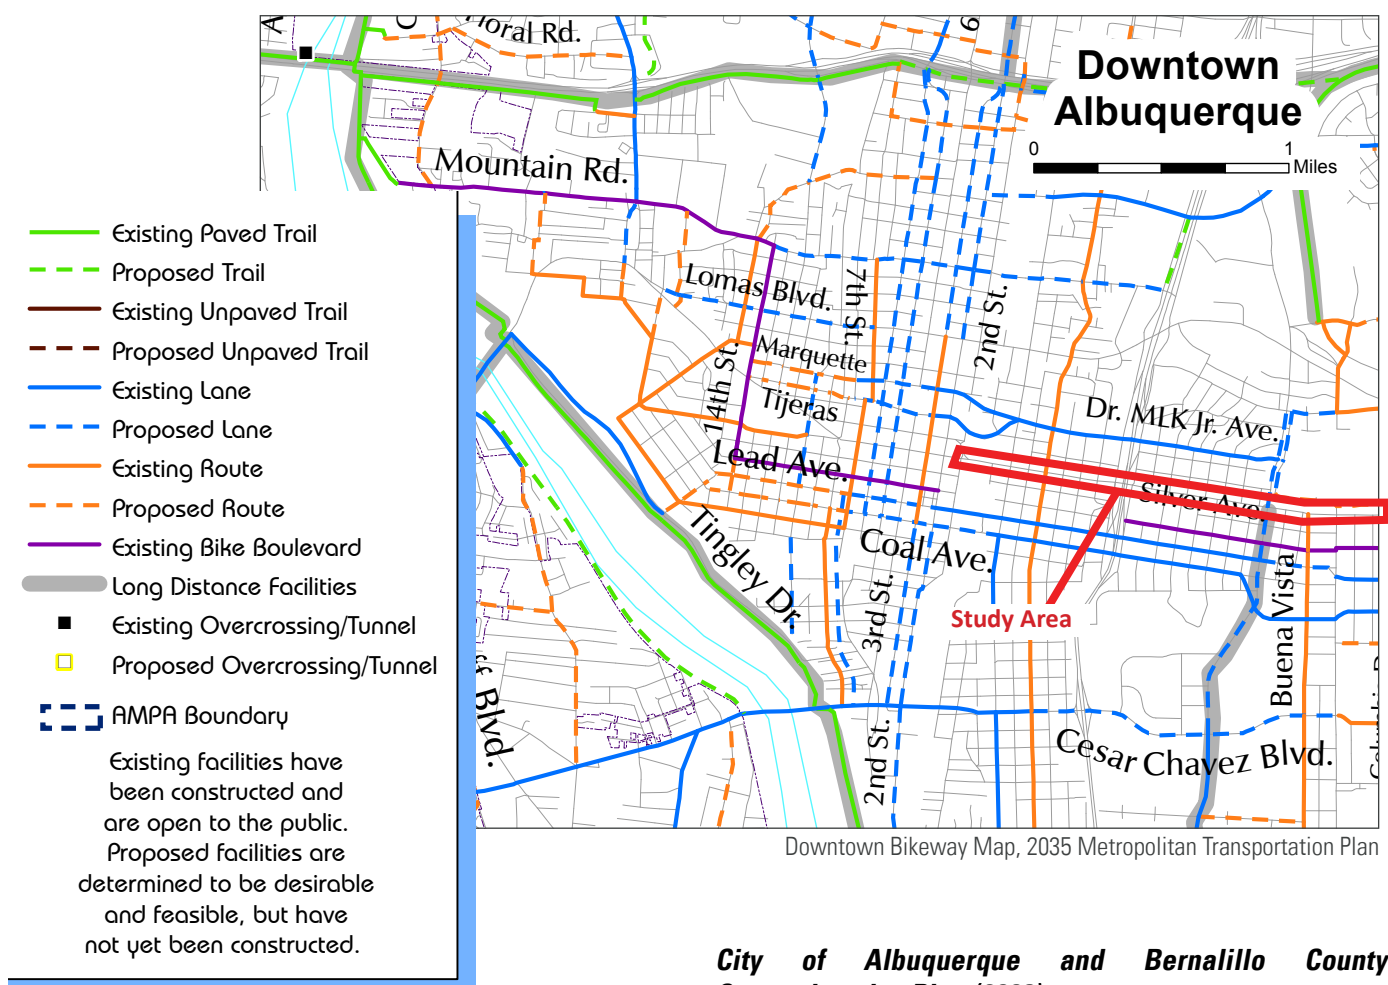 Floral Rd.
6
A
C
Downtown
Albuquerque
0 1
Miles
Mountain Rd.
Existing Paved Trail
Proposed Trail
Existing Unpaved Trail
Proposed Unpaved Trail
Existing Lane
Proposed Lane
Existing Route
Proposed Route
Existing Bike Boulevard
Long Distance Facilities
Existing Overcrossing/Tunnel
Proposed Overcrossing/Tunnel
AMPA Boundary
Existing facilities have
been constructed and
are open to the public.
Proposed facilities are
determined to be desirable
and feasible, but have
not yet been constructed.
Lomas Blvd.
7th St.
2nd St.
Marquette
14th St.
Tijeras
Dr. MLK Jr. Ave.
Lead Ave.
Silver Ave.
Tingley Dr.
Coal Ave.
3rd St.
Study Area
Buena Vista
ff Blvd.
2nd St.
Cesar Chavez Blvd.
Downtown Bikeway Map, 2035 Metropolitan Transportation Plan
City of Albuquerque and Bernalillo County